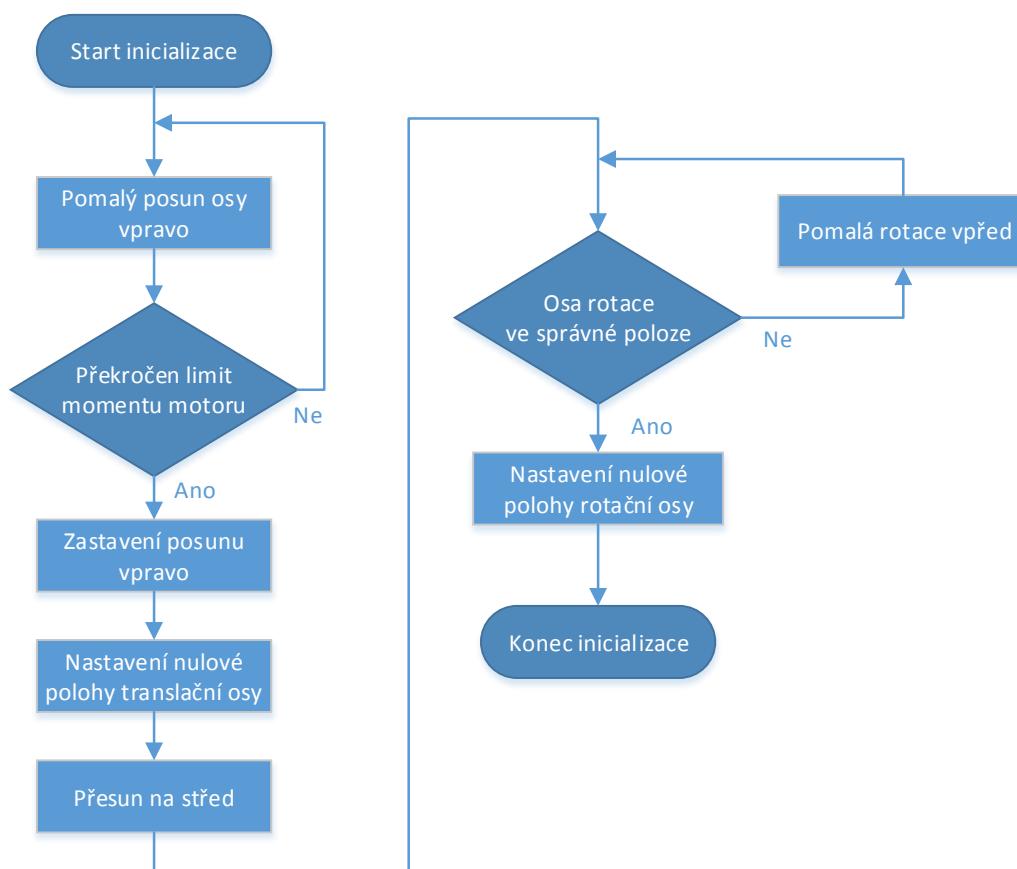 Start inicializace
Pomalý posun osy
vpravo
Překročen limit
momentu motoru
Ne
Ano
Zastavení posunu
vpravo
Nastavení nulové
polohy translační osy
Přesun na střed
Pomalá rotace vpřed
Osa rotace
ve správné poloze
Ne
Ano
Nastavení nulové
polohy rotační osy
Konec inicializace